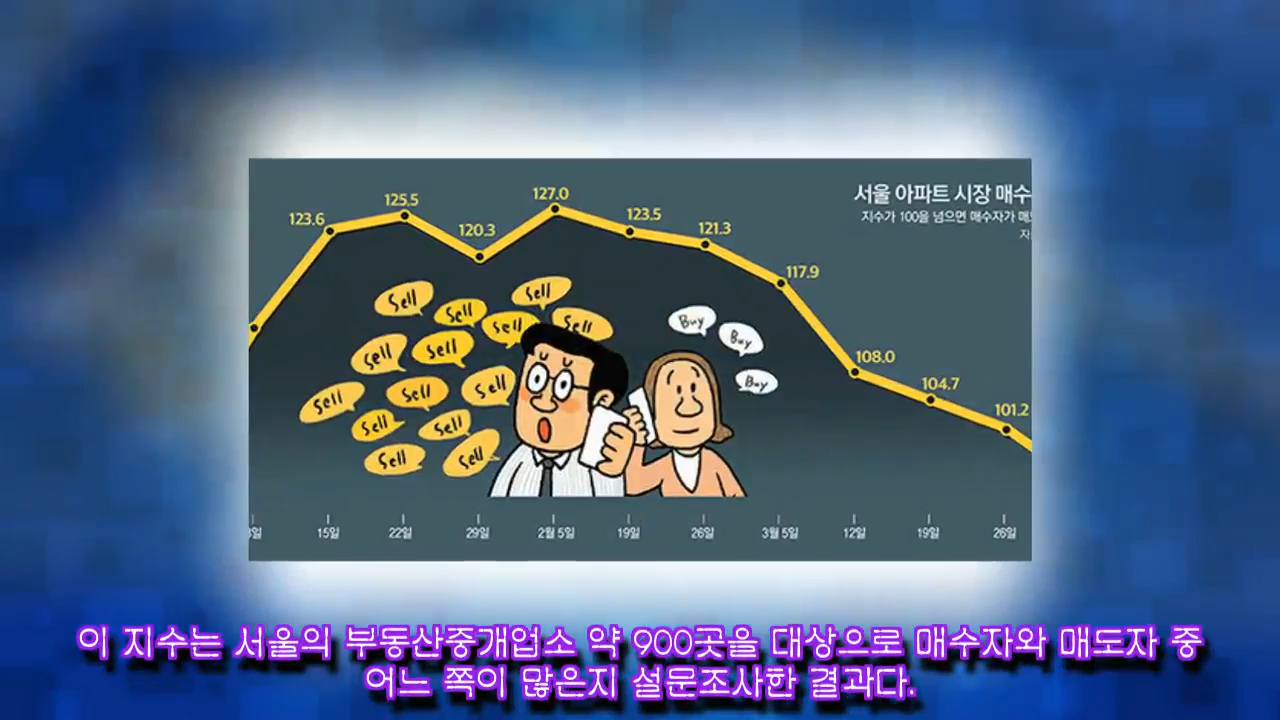 서울 아파트 시장 매수
지수가 100을 넘으면 매수자가
127.0
125.5
123.6
123.5
120.3
121.3
117.9
108.0
104.7
101.2
Sell
Sell
Sell
Sell
Sell
Sell
Sell
Sell
Sell
Sell
Sell
Sell
Sell
Sell
Buy
Buy
Buy
15일 22일 29일 2월 5일 19일 26일 3월 5일 12일 19일 26일
이 지수는 서울의 부동산중개업소 약 900곳을 대상으로 매수자와 매도자 중
어느 쪽이 많은지 설문조사한 결과다.